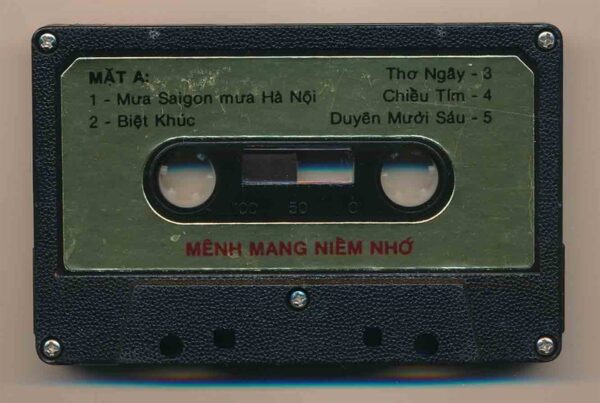 MẶT A:
1 - Mưa Saigon mưa Hà Nội
2 - Biệt Khúc
Thơ Ngây - 3
Chiều Tím - 4
Duyên Mười Sáu - 5
100 50 0
MÊNH MANG NIỀM NHỚ